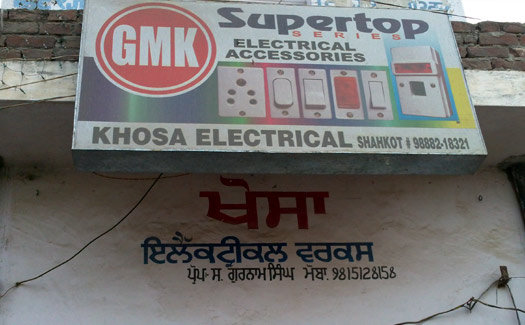 GMK
Supertop
SERIES
ELECTRICAL
ACCESSORIES
KHOSA ELECTRICAL SHAHKOT # 98882-18321
ਖੋਸਾ
ਇਲੈਕਟ੍ਰੀਕਲ ਵਰਕਸ
ਪ੍ਰੋਪ ਸ. ਗੁਰਨਾਮ ਸਿੰਘ ਮੋਬਾ. 9815128158